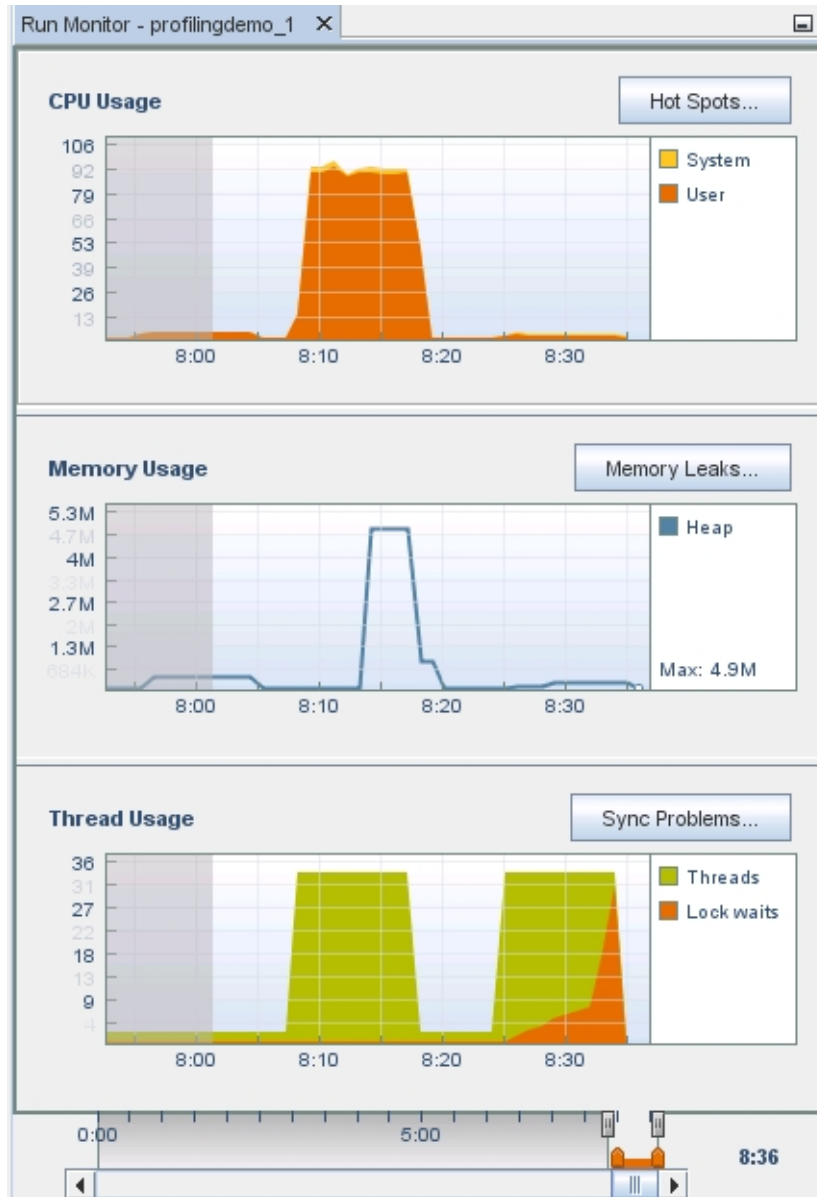 Run Monitor - profilingdemo_1
CPU Usage
Hot Spots...
106
92
79
66
53
39
26
13
System
User
8:00 8:10 8:20 8:30
Memory Usage
Memory Leaks...
5.3M
4.7M
4M
3.3M
2.7M
2M
1.3M
684K
Heap
Max: 4.9M
8:00 8:10 8:20 8:30
Thread Usage
Sync Problems...
36
31
27
22
18
13
9
4
Threads
Lock waits
8:00 8:10 8:20 8:30
0:00 5:00
8:36